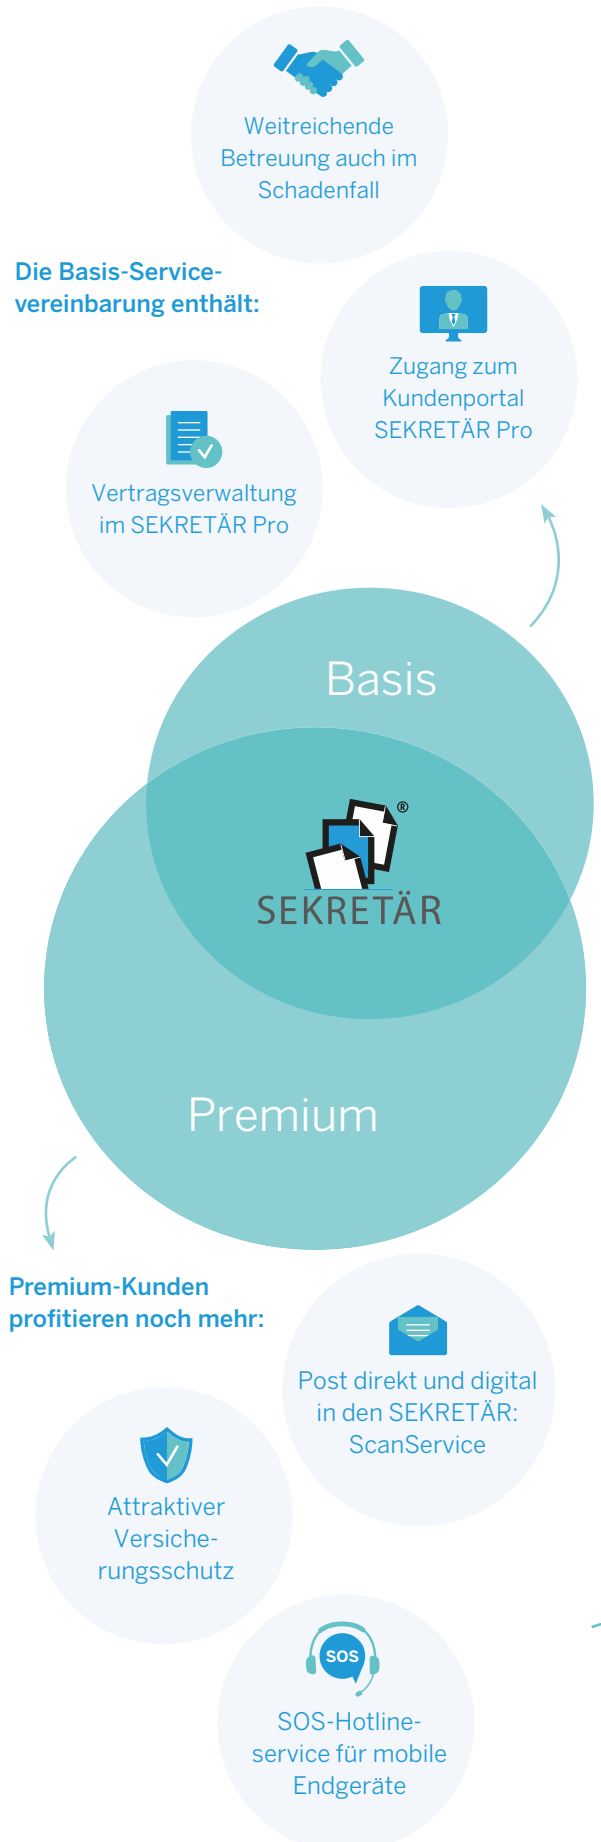 Weitreichende
Betreuung auch im
Schadenfall
Die Basis-Service-
vereinbarung enthält:
Zugang zum
Kundenportal
SEKRETÄR Pro
Vertragsverwaltung
im SEKRETÄR Pro
Basis
®
SEKRETÄR
Premium
Premium-Kunden
profitieren noch mehr:
Post direkt und digital
in den SEKRETÄR:
ScanService
Attraktiver
Versiche-
rungsschutz
SOS
SOS-Hotline-
service für mobile
Endgeräte